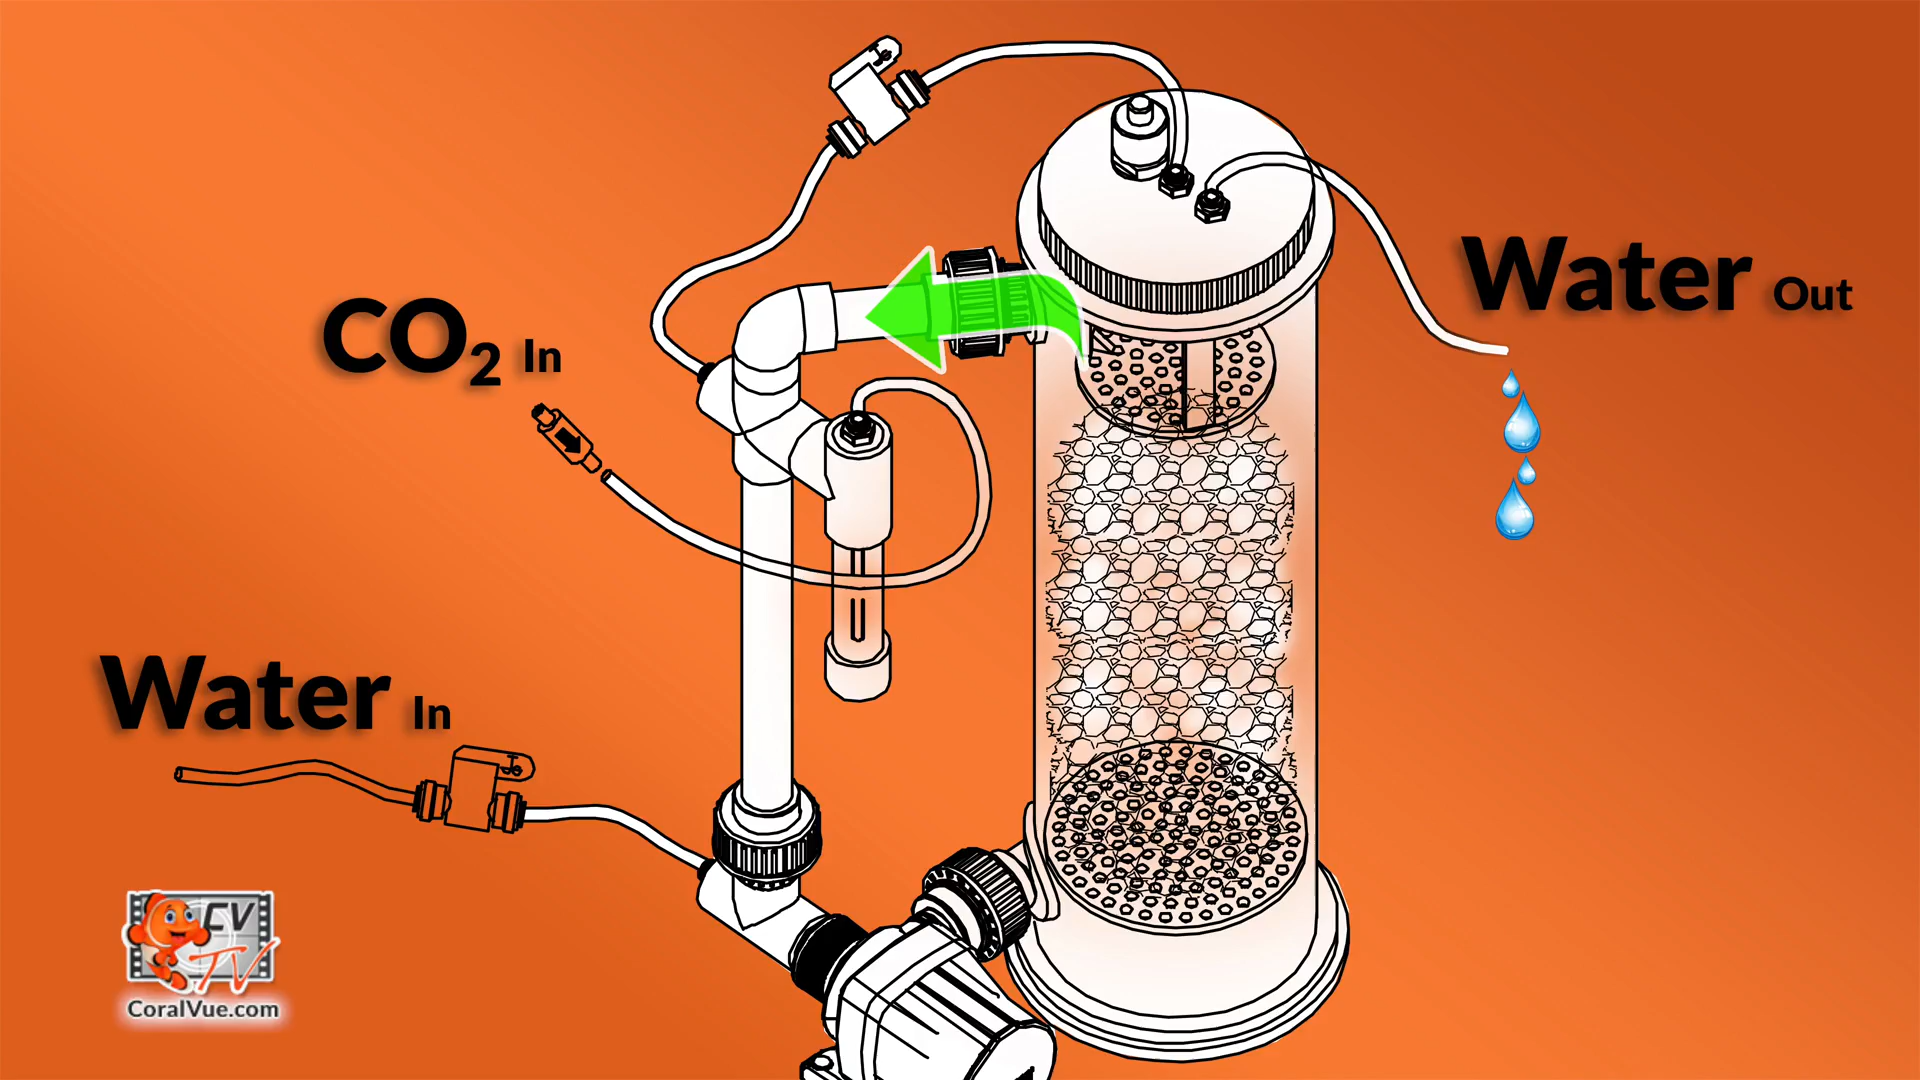 Water Out
CO₂ In
Water In
CV
TV
CoralVue.com